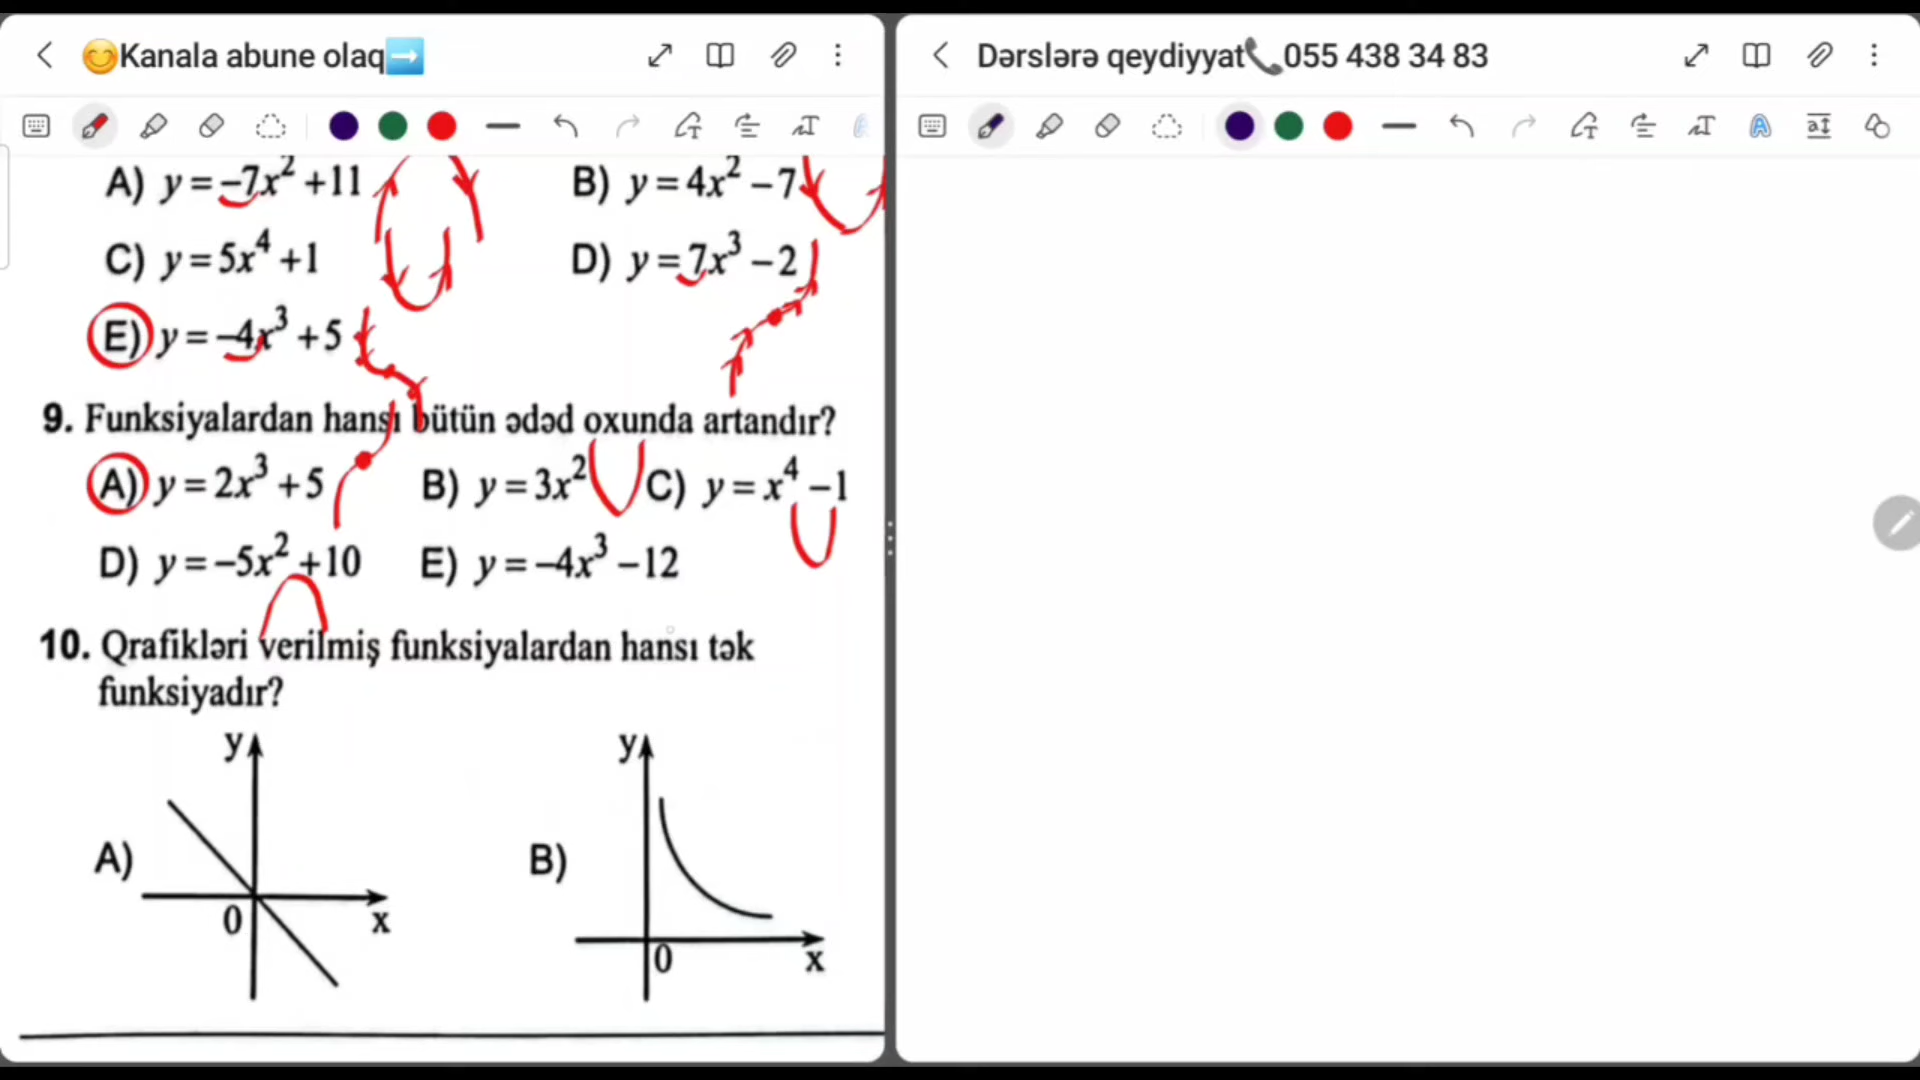 😊Kanala abune olaq➡️
Dərslərə qeydiyyat📞055 438 34 83
A) y = −7x² + 11 B) y = 4x² − 7
C) y = 5x⁴ + 1 D) y = 7x³ − 2
E) y = −4x³ + 5
9. Funksiyalardan hansı bütün ədəd oxunda artandır?
A) y = 2x³ + 5 B) y = 3x² C) y = x⁴ − 1
D) y = −5x² + 10 E) y = −4x³ − 12
10. Qrafikləri verilmiş funksiyalardan hansı tək
funksiyadır?
A) y 0 x
B) y 0 x